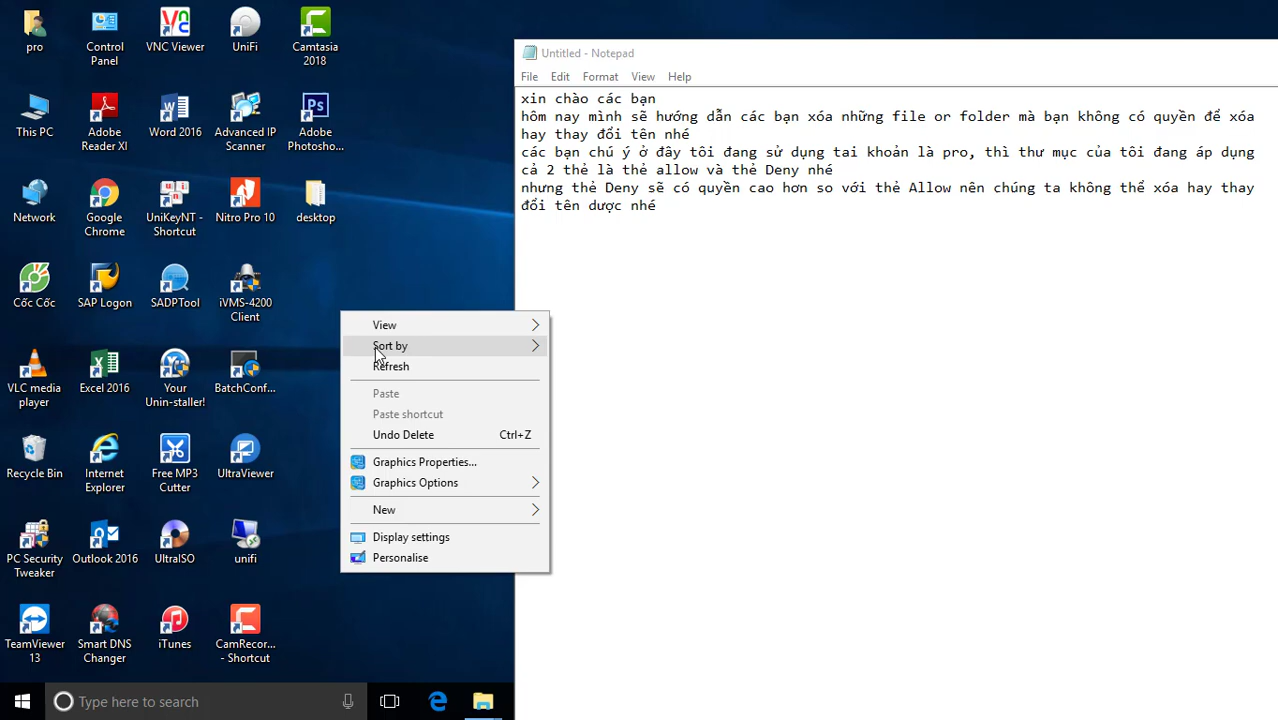 pro
Control
Panel
VNC Viewer
UniFi
Camtasia
2018
This PC
Adobe
Reader XI
Word 2016
Advanced IP
Scanner
Adobe
Photosho...
Network
Google
Chrome
UniKeyNT -
Shortcut
Nitro Pro 10
desktop
Cốc Cốc
SAP Logon
SADPTool
iVMS-4200
Client
VLC media
player
Excel 2016
Your
Unin-staller!
BatchConf...
Recycle Bin
Internet
Explorer
Free MP3
Cutter
UltraViewer
PC Security
Tweaker
Outlook 2016
UltraISO
unifi
TeamViewer
13
Smart DNS
Changer
iTunes
CamRecor...
- Shortcut
Type here to search
View
Sort by
Refresh
Paste
Paste shortcut
Undo Delete Ctrl+Z
Graphics Properties...
Graphics Options
New
Display settings
Personalise
Untitled - Notepad
File Edit Format View Help
xin chào các bạn
hôm nay mình sẽ hướng dẫn các bạn xóa những file or folder mà bạn không có quyền để xóa
hay thay đổi tên nhé
các bạn chú ý ở đây tôi đang sử dụng tai khoản là pro, thì thư mục của tôi đang áp dụng
cả 2 thẻ là thẻ allow và thẻ Deny nhé
nhưng thẻ Deny sẽ có quyền cao hơn so với thẻ Allow nên chúng ta không thể xóa hay thay
đổi tên dược nhé